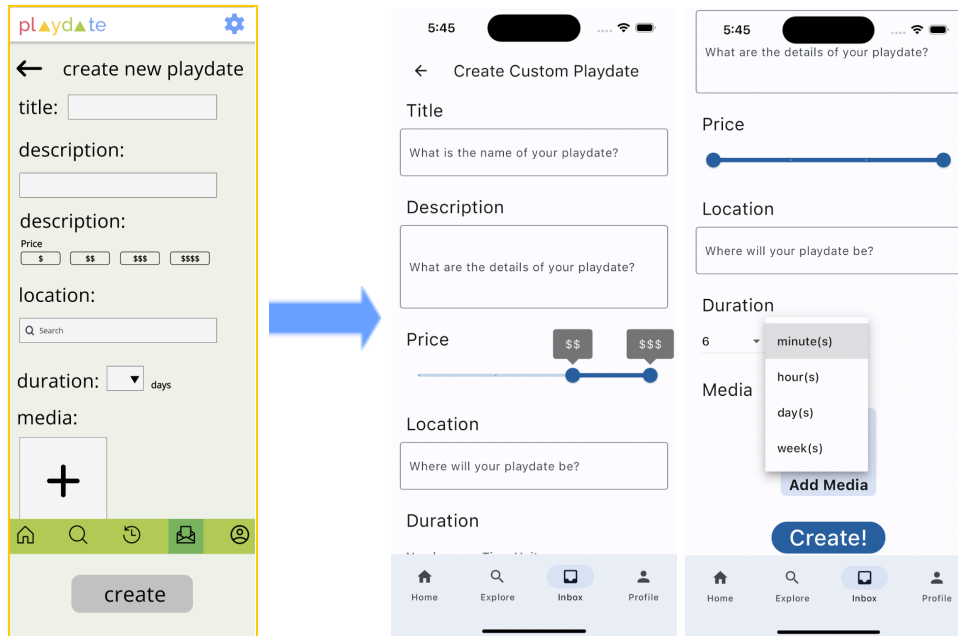 playdate
create new playdate
title:
description:
description:
Price
$ $$ $$$ $$$$
location:
Search
duration: days
media:
create
5:45
Create Custom Playdate
Title
What is the name of your playdate?
Description
What are the details of your playdate?
Price
$$ $$$
Location
Where will your playdate be?
Duration
Home Explore Inbox Profile
5:45
What are the details of your playdate?
Price
Location
Where will your playdate be?
Duration
6 minute(s)
hour(s)
Media
day(s)
week(s)
Add Media
Create!
Home Explore Inbox Profile